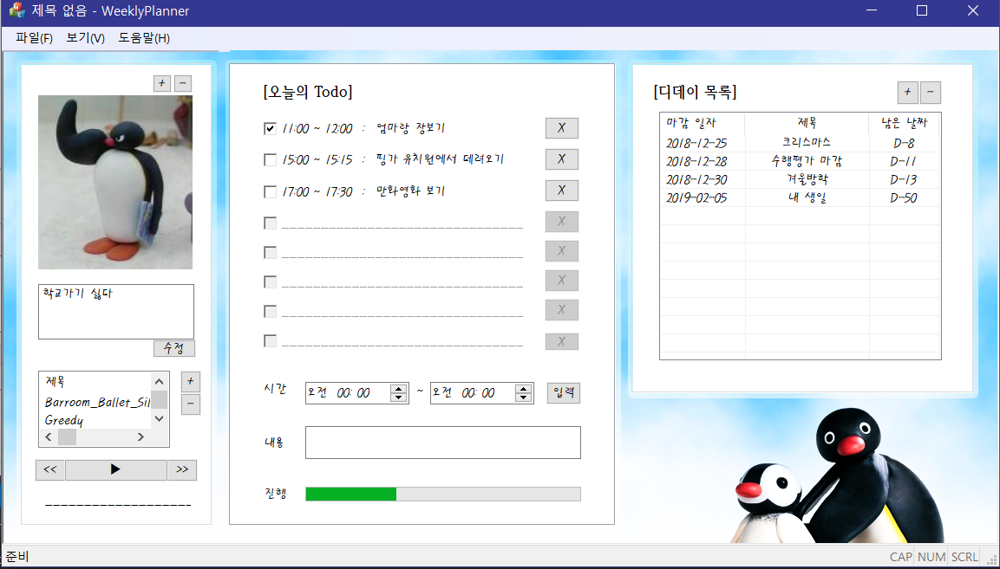 제목 없음 - WeeklyPlanner
파일(F) 보기(V) 도움말(H)
+ -
학교가기 싫다
수정
제목
Barroom_Ballet_Sil
Greedy
+
-
<< ▶ >>
____________________
[오늘의 Todo]
11:00 ~ 12:00 : 엄마랑 장보기 X
15:00 ~ 15:15 : 핑가 유치원에서 데려오기 X
17:00 ~ 17:30 : 만화영화 보기 X
_______________________________ X
_______________________________ X
_______________________________ X
_______________________________ X
_______________________________ X
시간 오전 00:00 ~ 오전 00:00 입력
내용
진행
[디데이 목록] + -
마감 일자 제목 남은 날짜
2018-12-25 크리스마스 D-8
2018-12-28 수행평가 마감 D-11
2018-12-30 겨울방학 D-13
2019-02-05 내 생일 D-50
준비 CAP NUM SCRL